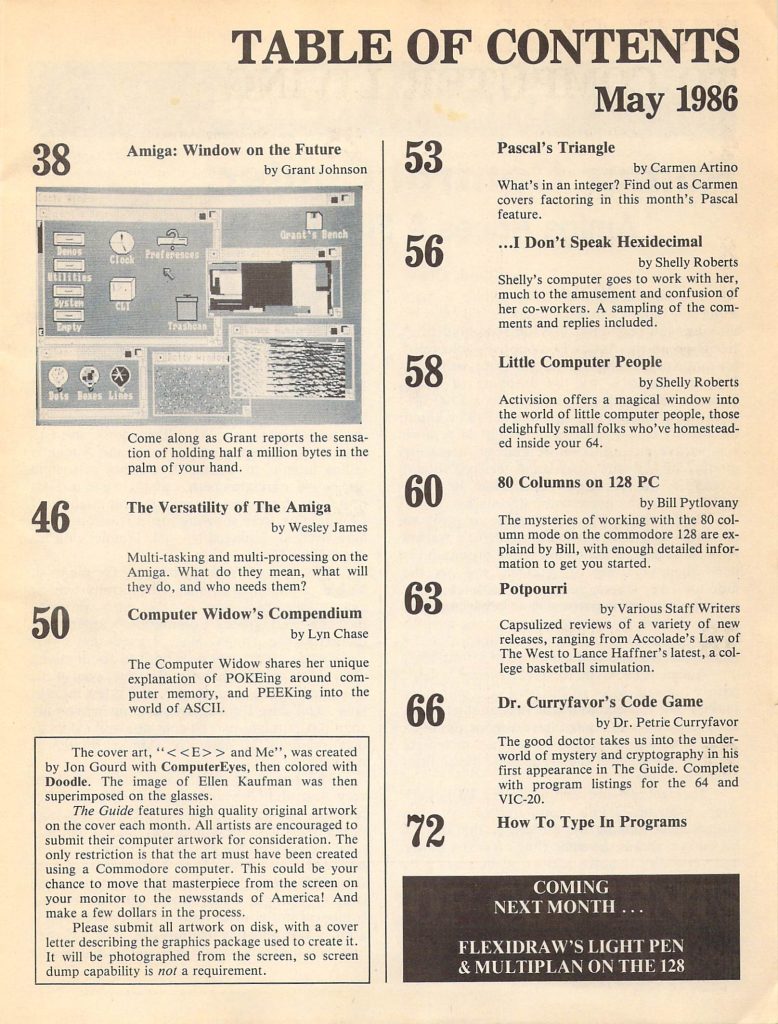 TABLE OF CONTENTS
May 1986
38
Amiga: Window on the Future
by Grant Johnson
Grant's Bench
Demos
Clock
Preferences
Utilities
System
CLI
Empty
Trashcan
Dots Boxes Lines
Come along as Grant reports the sensa-
tion of holding half a million bytes in the
palm of your hand.
46
The Versatility of The Amiga
by Wesley James
Multi-tasking and multi-processing on the
Amiga. What do they mean, what will
they do, and who needs them?
50
Computer Widow's Compendium
by Lyn Chase
The Computer Widow shares her unique
explanation of POKEing around com-
puter memory, and PEEKing into the
world of ASCII.
The cover art, "<<E>> and Me", was created
by Jon Gourd with ComputerEyes, then colored with
Doodle. The image of Ellen Kaufman was then
superimposed on the glasses.
The Guide features high quality original artwork
on the cover each month. All artists are encouraged to
submit their computer artwork for consideration. The
only restriction is that the art must have been created
using a Commodore computer. This could be your
chance to move that masterpiece from the screen on
your monitor to the newsstands of America! And
make a few dollars in the process.
Please submit all artwork on disk, with a cover
letter describing the graphics package used to create it.
It will be photographed from the screen, so screen
dump capability is not a requirement.
53
Pascal's Triangle
by Carmen Artino
What's in an integer? Find out as Carmen
covers factoring in this month's Pascal
feature.
56
...I Don't Speak Hexidecimal
by Shelly Roberts
Shelly's computer goes to work with her,
much to the amusement and confusion of
her co-workers. A sampling of the com-
ments and replies included.
58
Little Computer People
by Shelly Roberts
Activision offers a magical window into
the world of little computer people, those
delighfully small folks who've homestead-
ed inside your 64.
60
80 Columns on 128 PC
by Bill Pytlovany
The mysteries of working with the 80 col-
umn mode on the commodore 128 are ex-
plaind by Bill, with enough detailed infor-
mation to get you started.
63
Potpourri
by Various Staff Writers
Capsulized reviews of a variety of new
releases, ranging from Accolade's Law of
The West to Lance Haffner's latest, a col-
lege basketball simulation.
66
Dr. Curryfavor's Code Game
by Dr. Petrie Curryfavor
The good doctor takes us into the under-
world of mystery and cryptography in his
first appearance in The Guide. Complete
with program listings for the 64 and
VIC-20.
72
How To Type In Programs
COMING
NEXT MONTH ...
FLEXIDRAW'S LIGHT PEN
& MULTIPLAN ON THE 128